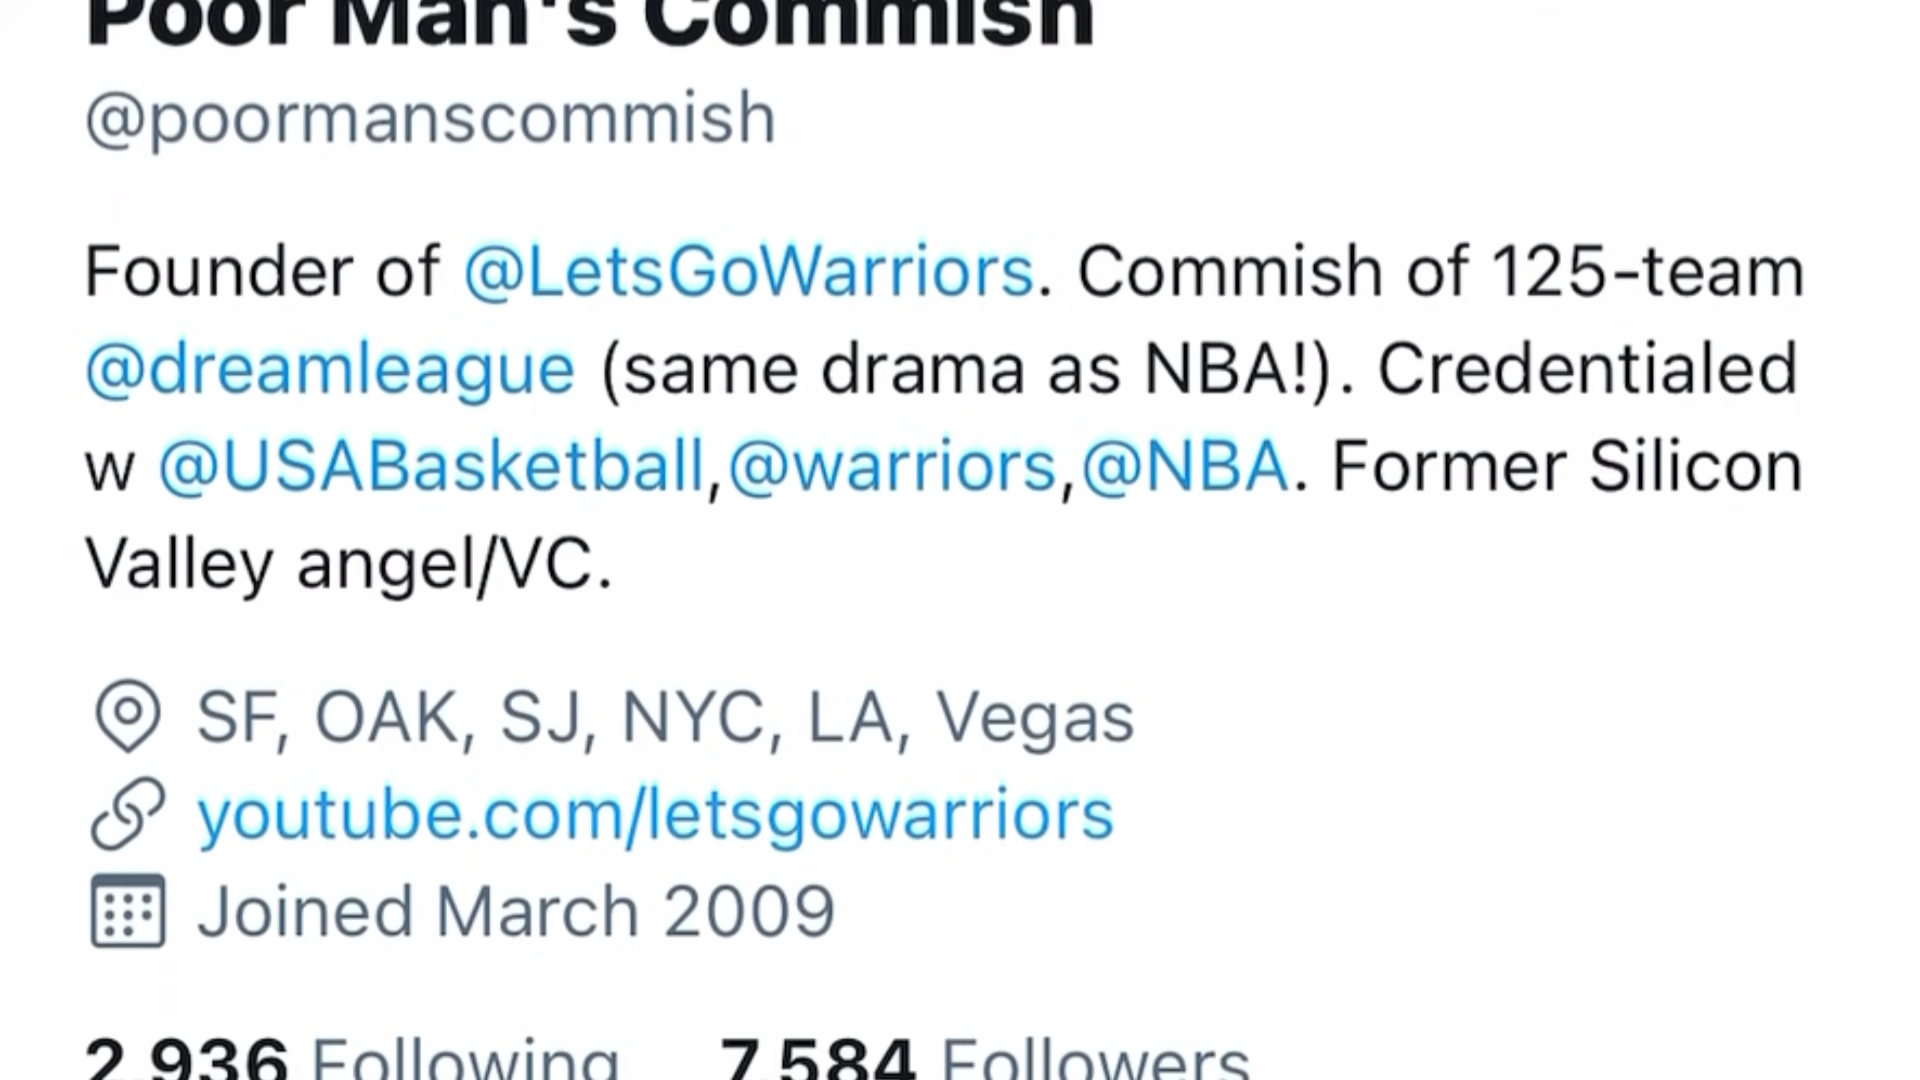 Poor Man's Commish
@poormanscommish
Founder of @LetsGoWarriors. Commish of 125-team
@dreamleague (same drama as NBA!). Credentialed
w @USABasketball,@warriors,@NBA. Former Silicon
Valley angel/VC.
SF, OAK, SJ, NYC, LA, Vegas
youtube.com/letsgowarriors
Joined March 2009
2,936 Following 7,584 Followers